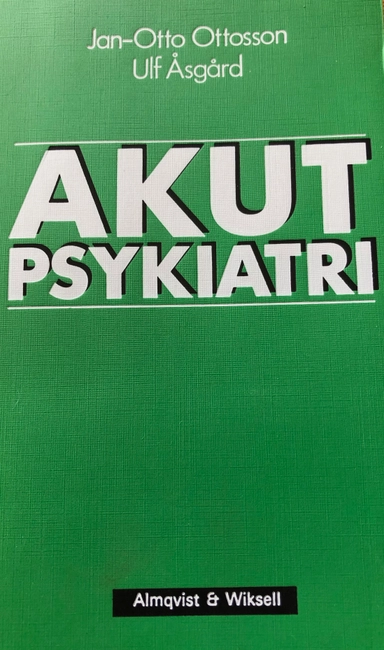 Jan-Otto Ottosson
Ulf Åsgård
AKUT
PSYKIATRI
Almqvist & Wiksell